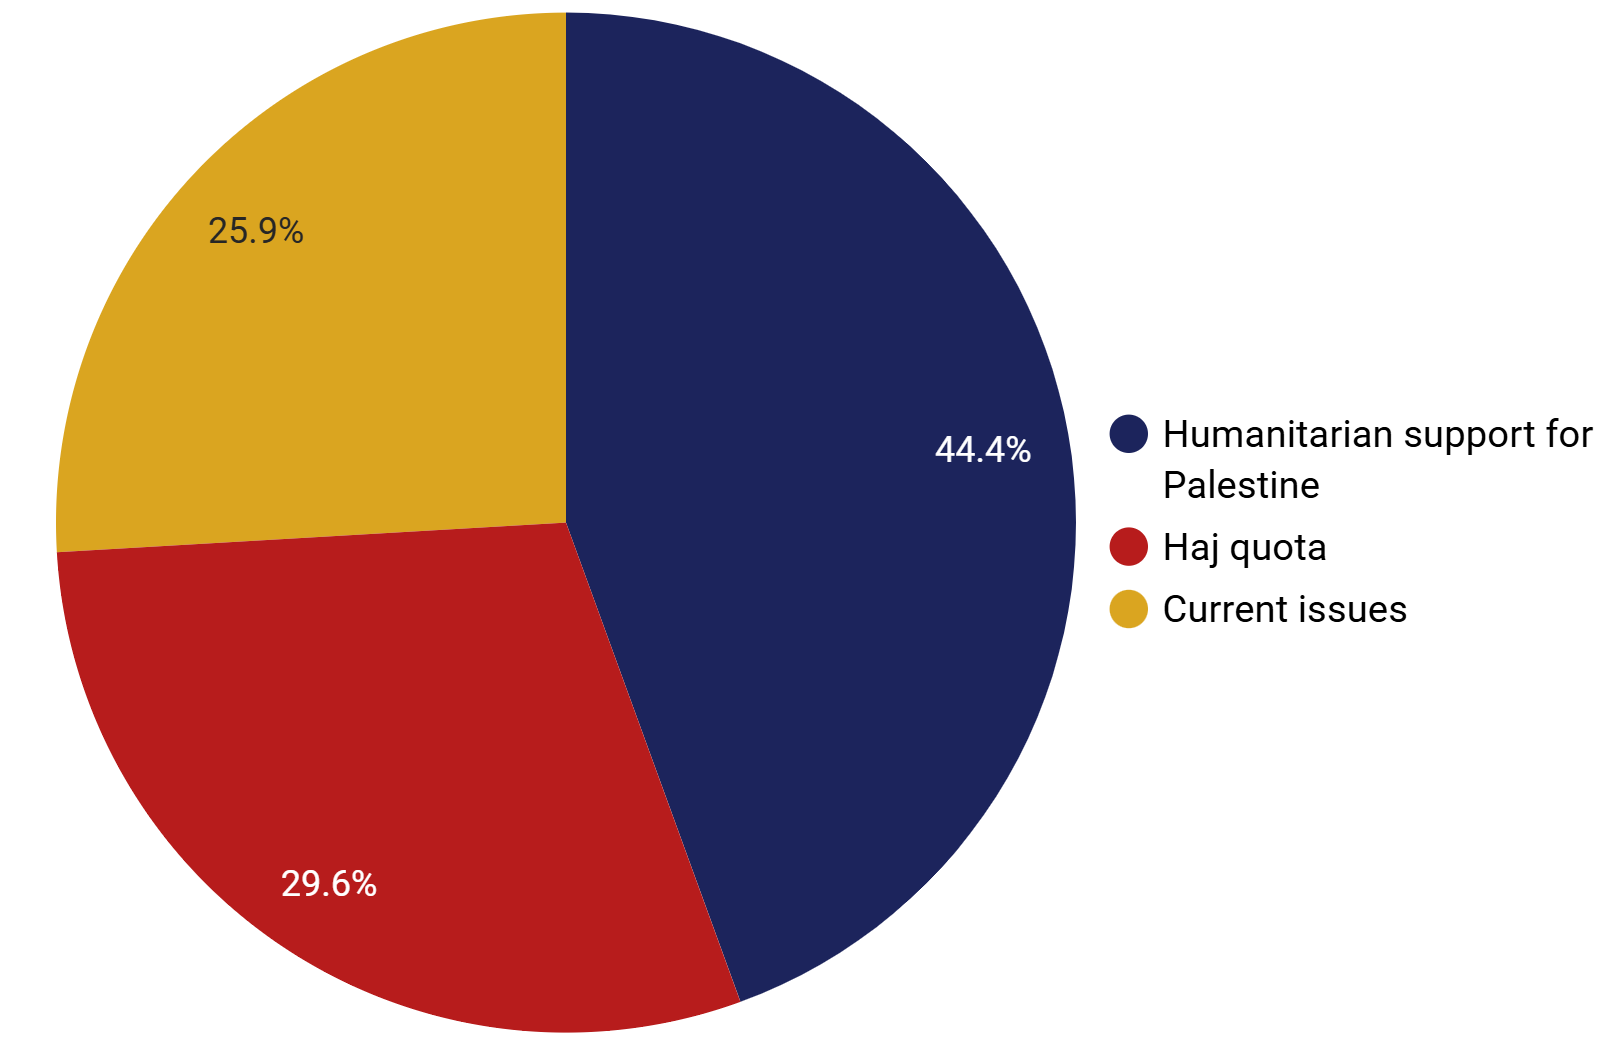 25.9%
44.4%
29.6%
Humanitarian support for
Palestine
Haj quota
Current issues